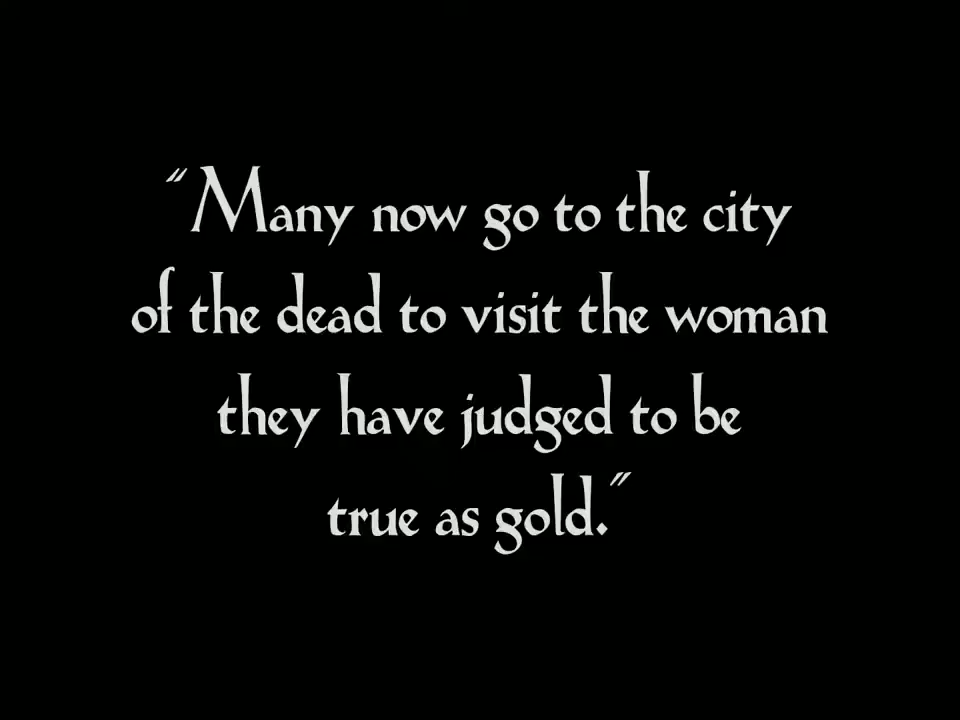 "Many now go to the city
of the dead to visit the woman
they have judged to be
true as gold."